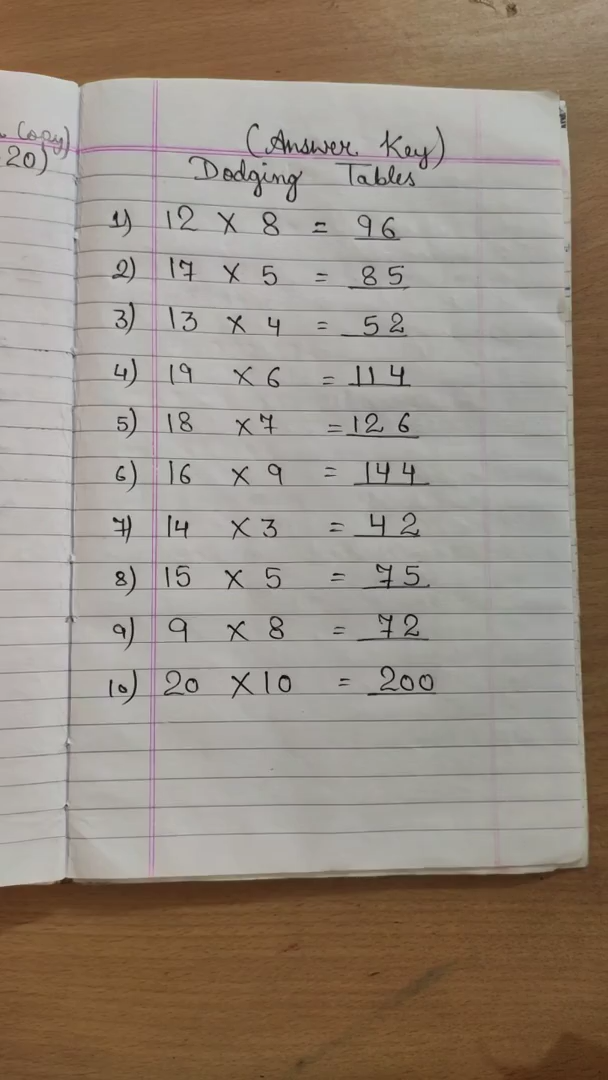 Copy)
20)
(Answer Key)
Dodging Tables
1) 12 X 8 = 96
2) 17 X 5 = 85
3) 13 X 4 = 52
4) 19 X 6 = 114
5) 18 X 7 = 126
6) 16 X 9 = 144
7) 14 X 3 = 42
8) 15 X 5 = 75
9) 9 X 8 = 72
10) 20 X 10 = 200